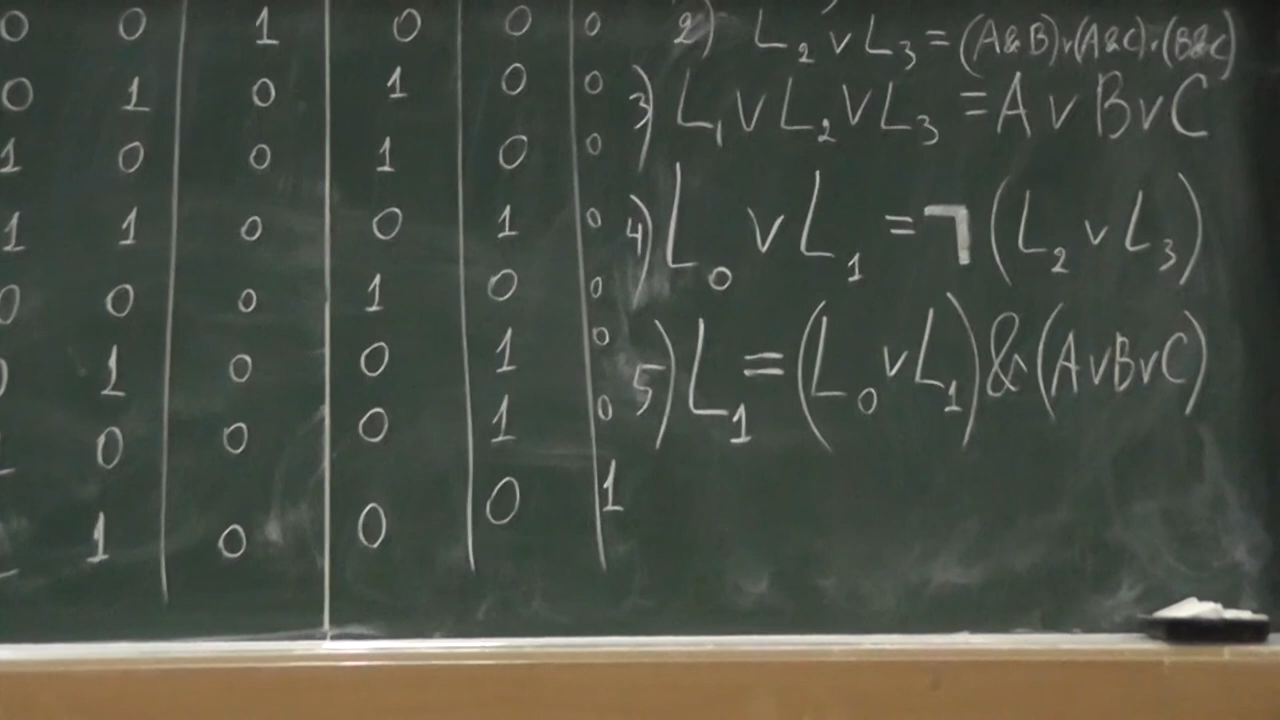 0 0 1 0 0 0
0 1 0 1 0 0
1 0 0 1 0 0
1 1 0 0 1 0
0 0 0 1 0 0
0 1 0 0 1 0
0 0 0 1 0
1 0 0 0 1
2) L₂ ∨ L₃ = (A&B)∨(A&C)∨(B&C)
3) L₁ ∨ L₂ ∨ L₃ = A ∨ B ∨ C
4) L₀ ∨ L₁ = ¬(L₂ ∨ L₃)
5) L₁ = (L₀ ∨ L₁) & (A∨B∨C)